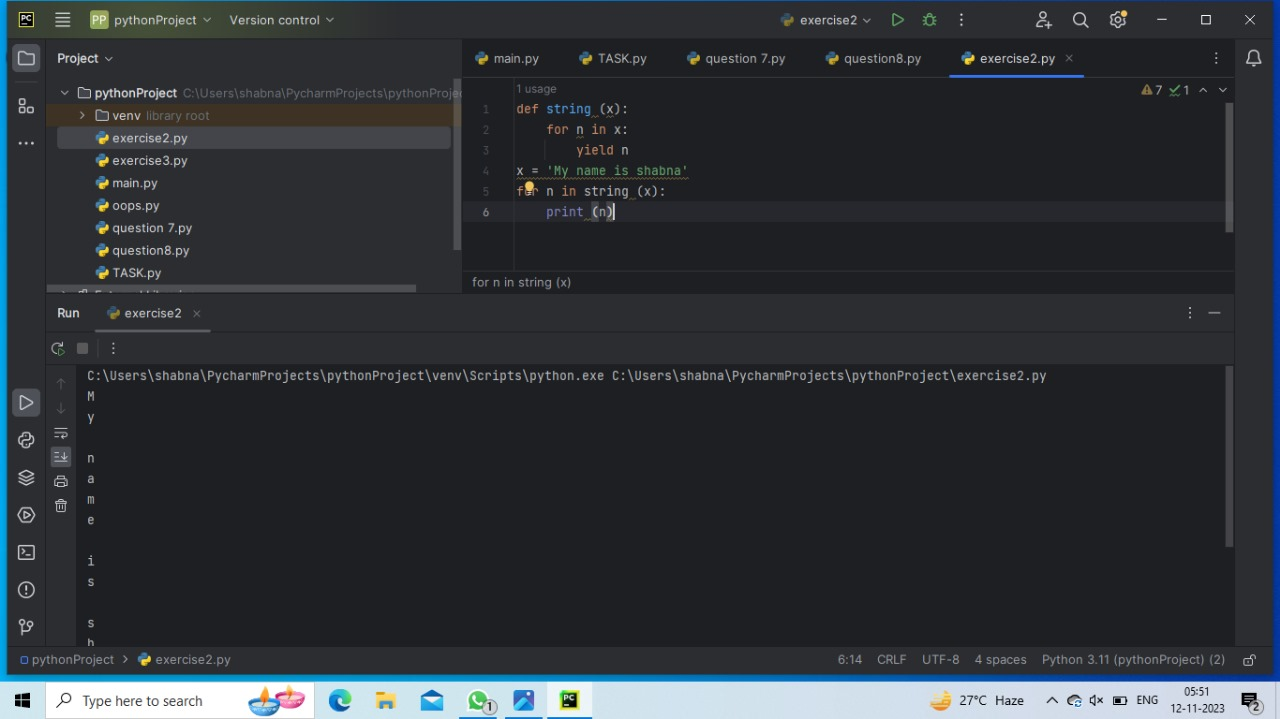 PC PP pythonProject Version control exercise2
Project main.py TASK.py question 7.py question8.py exercise2.py
pythonProject C:\Users\shabna\PycharmProjects\pythonProjec
venv library root
exercise2.py
exercise3.py
main.py
oops.py
question 7.py
question8.py
TASK.py
1 usage
7 1
1 def string (x):
2 for n in x:
3 yield n
4 x = 'My name is shabna'
5 for n in string (x):
6 print (n)
for n in string (x)
Run exercise2
C:\Users\shabna\PycharmProjects\pythonProject\venv\Scripts\python.exe C:\Users\shabna\PycharmProjects\pythonProject\exercise2.py
M
y
n
a
m
e
i
s
s
h
pythonProject > exercise2.py 6:14 CRLF UTF-8 4 spaces Python 3.11 (pythonProject) (2)
Type here to search 1 PC 27°C Haze ENG 05:51
12-11-2023 2